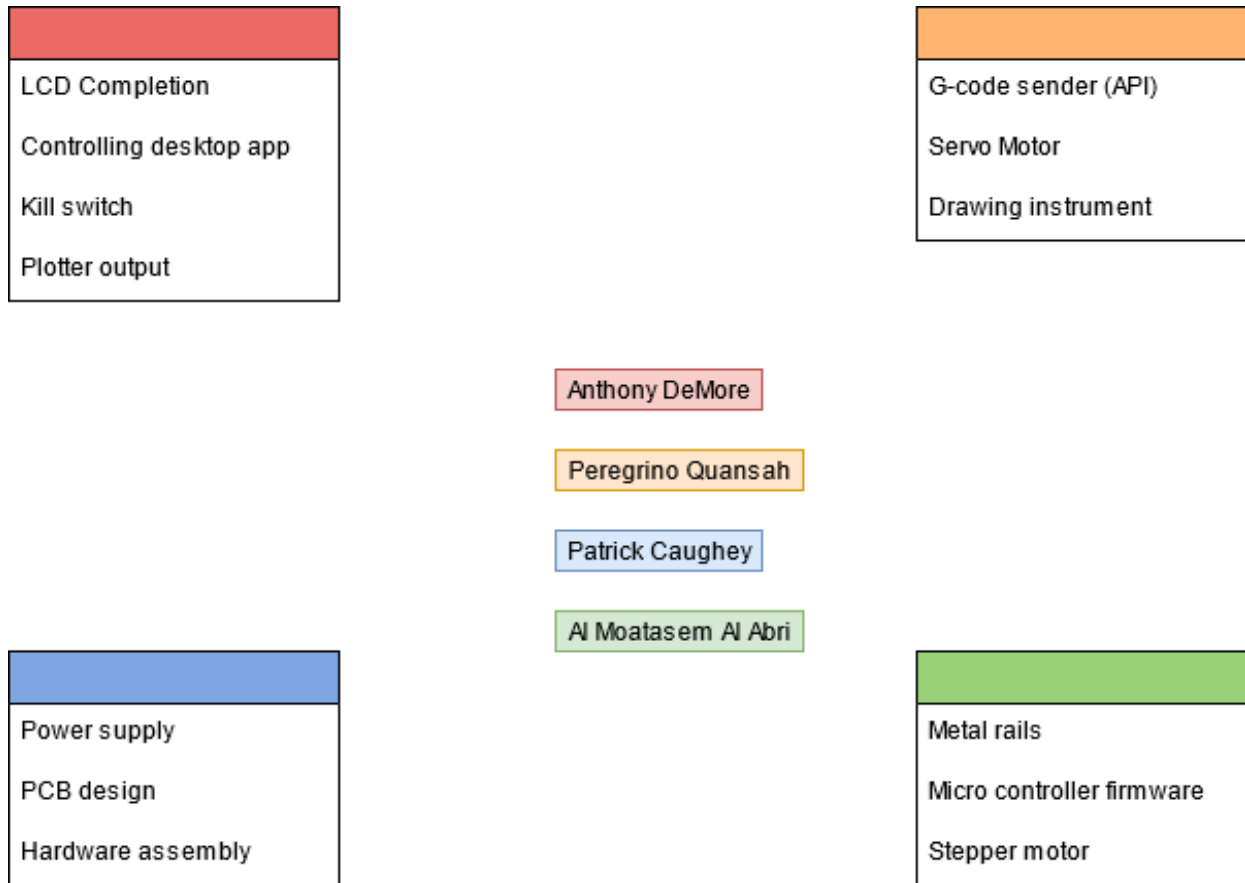 LCD Completion
Controlling desktop app
Kill switch
Plotter output
G-code sender (API)
Servo Motor
Drawing instrument
Anthony DeMore
Peregrino Quansah
Patrick Caughey
Al Moatasem Al Abri
Power supply
PCB design
Hardware assembly
Metal rails
Micro controller firmware
Stepper motor